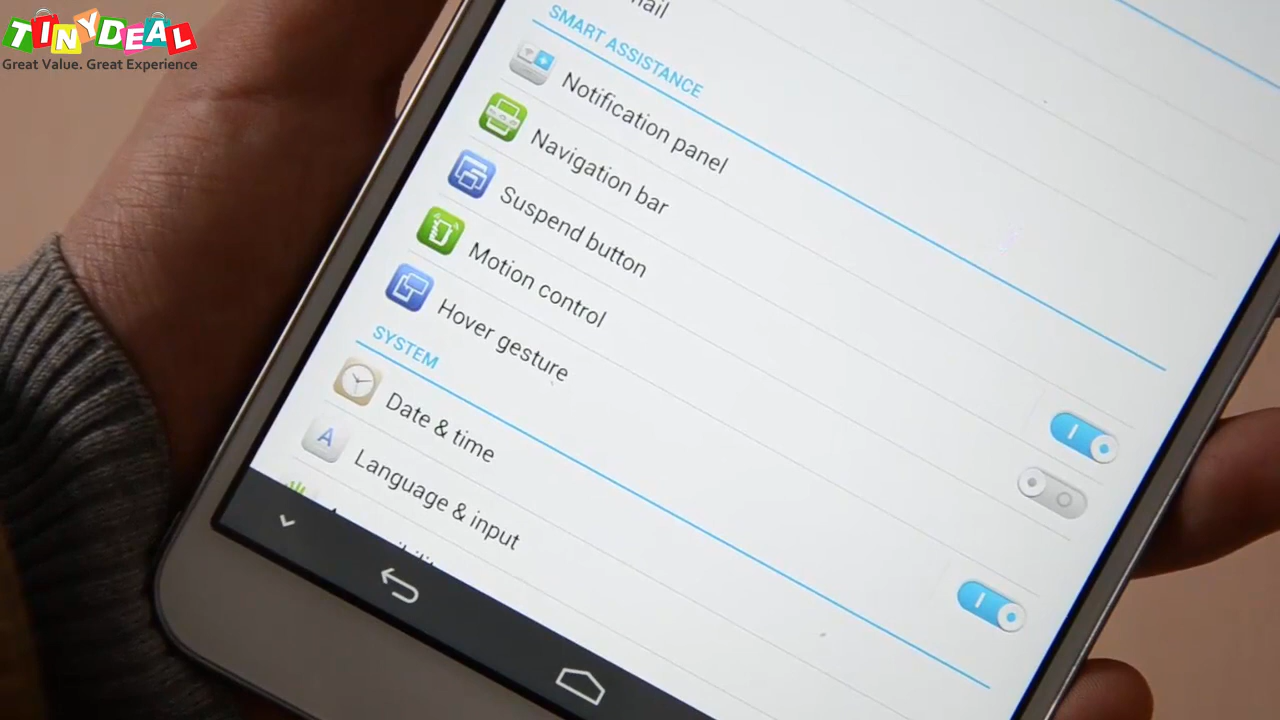 TINYDEAL
Great Value. Great Experience
SMART ASSISTANCE
Notification panel
Navigation bar
Suspend button
Motion control
Hover gesture
SYSTEM
Date & time
A
Language & input